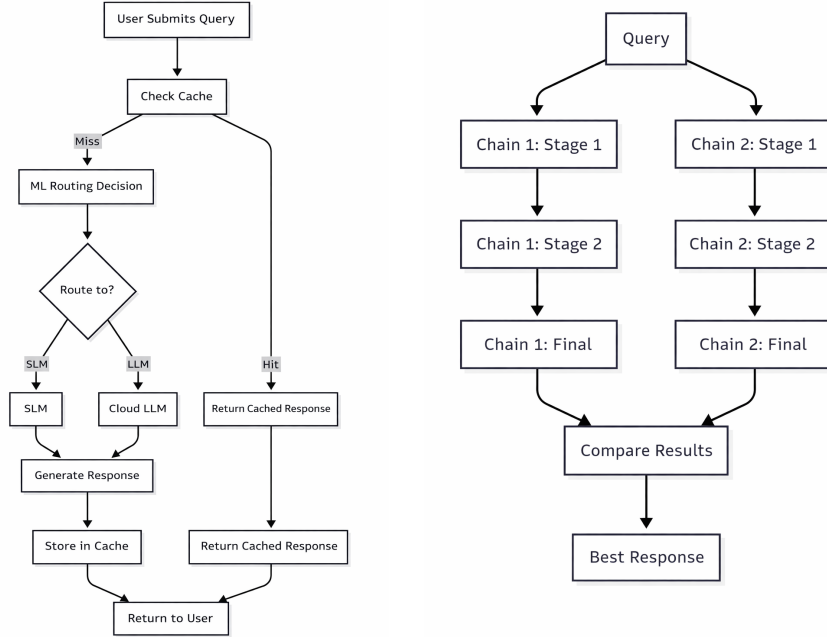 User Submits Query
Check Cache
Miss
ML Routing Decision
Route to?
SLM
LLM
Hit
SLM
Cloud LLM
Return Cached Response
Generate Response
Store in Cache
Return Cached Response
Return to User
Query
Chain 1: Stage 1
Chain 2: Stage 1
Chain 1: Stage 2
Chain 2: Stage 2
Chain 1: Final
Chain 2: Final
Compare Results
Best Response